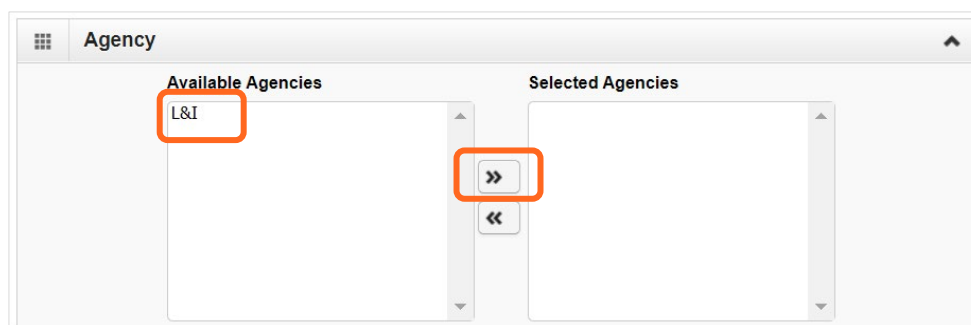 Agency
Available Agencies
Selected Agencies
L&I
»
«